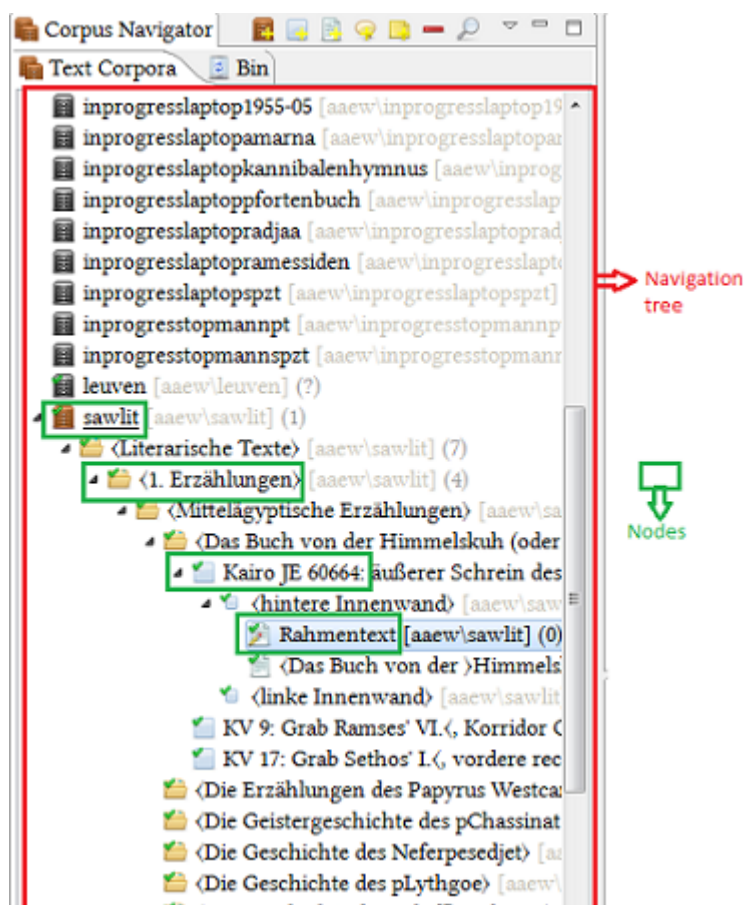 Corpus Navigator
Text Corpora Bin
inprogresslaptop1955-05 [aaew\inprogresslaptop19
inprogresslaptopamarna [aaew\inprogresslaptopar
inprogresslaptopkannibalenhymnus [aaew\inprog
inprogresslaptoppfortenbuch [aaew\inprogresslap
inprogresslaptopradjaa [aaew\inprogresslaptoprad
inprogresslaptopramessiden [aaew\inprogresslapto
inprogresslaptopspzt [aaew\inprogresslaptopspzt]
Navigation
tree
inprogresstopmannpt [aaew\inprogresstopmannp
inprogresstopmannspzt [aaew\inprogresstopmanr
leuven [aaew\leuven] (?)
sawlit [aaew\sawlit] (1)
〈Literarische Texte〉 [aaew\sawlit] (7)
〈1. Erzählungen〉 [aaew\sawlit] (4)
〈Mittelägyptische Erzählungen〉 [aaew\sa
Nodes
〈Das Buch von der Himmelskuh (oder
Kairo JE 60664: äußerer Schrein des
〈hintere Innenwand〉 [aaew\saw
Rahmentext [aaew\sawlit] (0)
〈Das Buch von der 〉Himmels
〈linke Innenwand〉 [aaew\sawlit
KV 9: Grab Ramses' VI.〈, Korridor C
KV 17: Grab Sethos' I.〈, vordere rec
〈Die Erzählungen des Papyrus Westca
〈Die Geistergeschichte des pChassinat
〈Die Geschichte des Neferpesedjet〉 [aa
〈Die Geschichte des pLythgoe〉 [aaew\